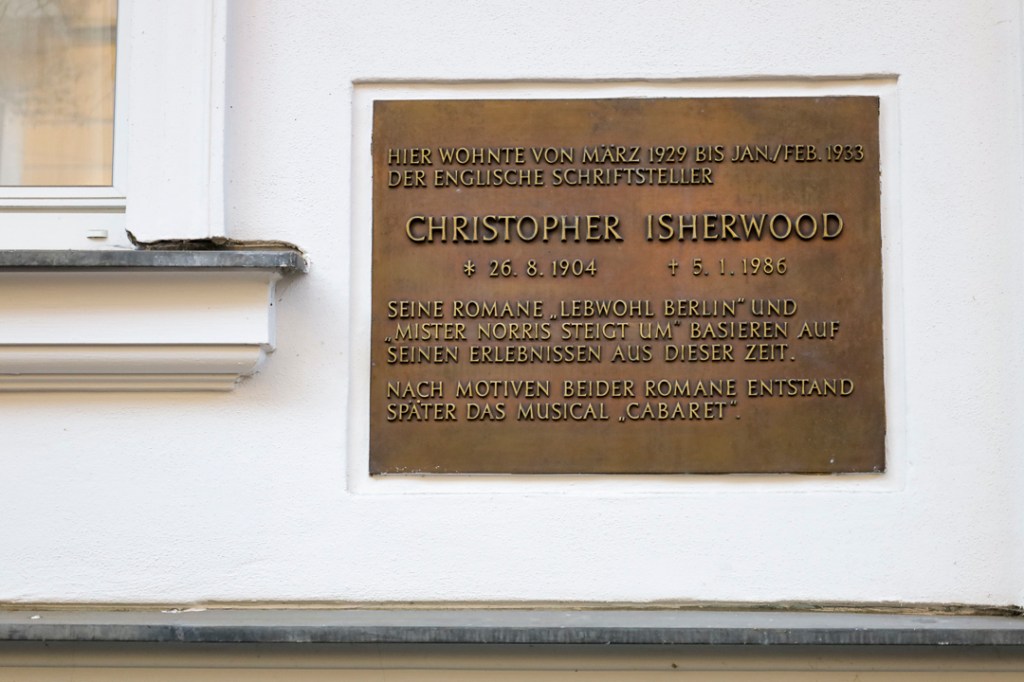 HIER WOHNTE VON MÄRZ 1929 BIS JAN./FEB. 1933
DER ENGLISCHE SCHRIFTSTELLER
CHRISTOPHER ISHERWOOD
* 26. 8. 1904 † 5. 1. 1986
SEINE ROMANE „LEBWOHL BERLIN" UND
„MISTER NORRIS STEIGT UM" BASIEREN AUF
SEINEN ERLEBNISSEN AUS DIESER ZEIT.
NACH MOTIVEN BEIDER ROMANE ENTSTAND
SPÄTER DAS MUSICAL „CABARET".